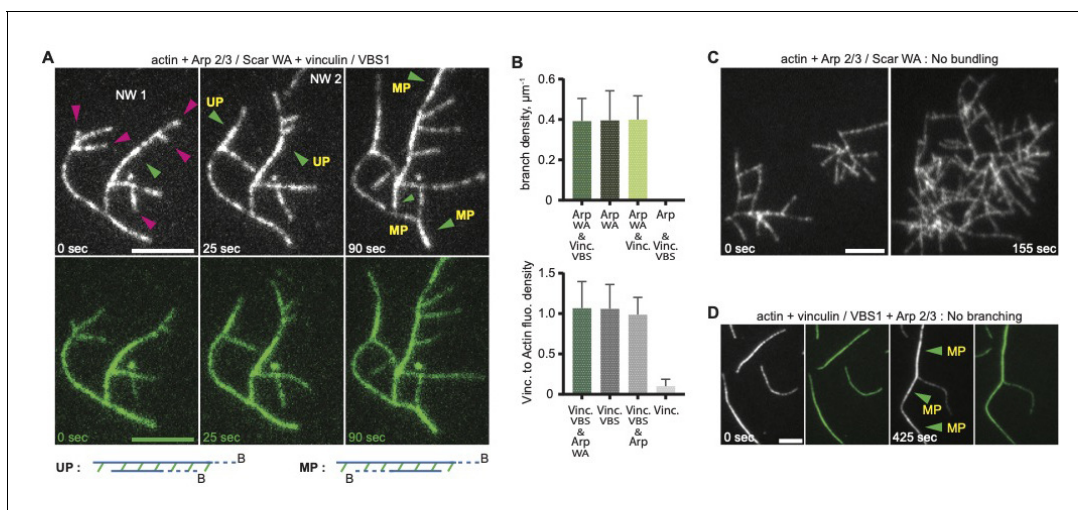 A
actin + Arp 2/3 / Scar WA + vinculin / VBS1
NW 1
NW 2
UP
UP
MP
MP
MP
0 sec
25 sec
90 sec
0 sec
25 sec
90 sec
UP :
B
B
MP :
B
B
B
branch density, µm⁻¹
0.6
0.4
0.2
0
Arp WA & Vinc. VBS
Arp WA
Arp WA & Vinc.
Arp & Vinc. VBS
Vinc. to Actin fluo. density
1.5
1.0
0.5
0.0
Vinc. VBS & Arp WA
Vinc. VBS
Vinc. VBS & Arp
Vinc.
C
actin + Arp 2/3 / Scar WA : No bundling
0 sec
155 sec
D
actin + vinculin / VBS1 + Arp 2/3 : No branching
MP
MP
MP
0 sec
425 sec